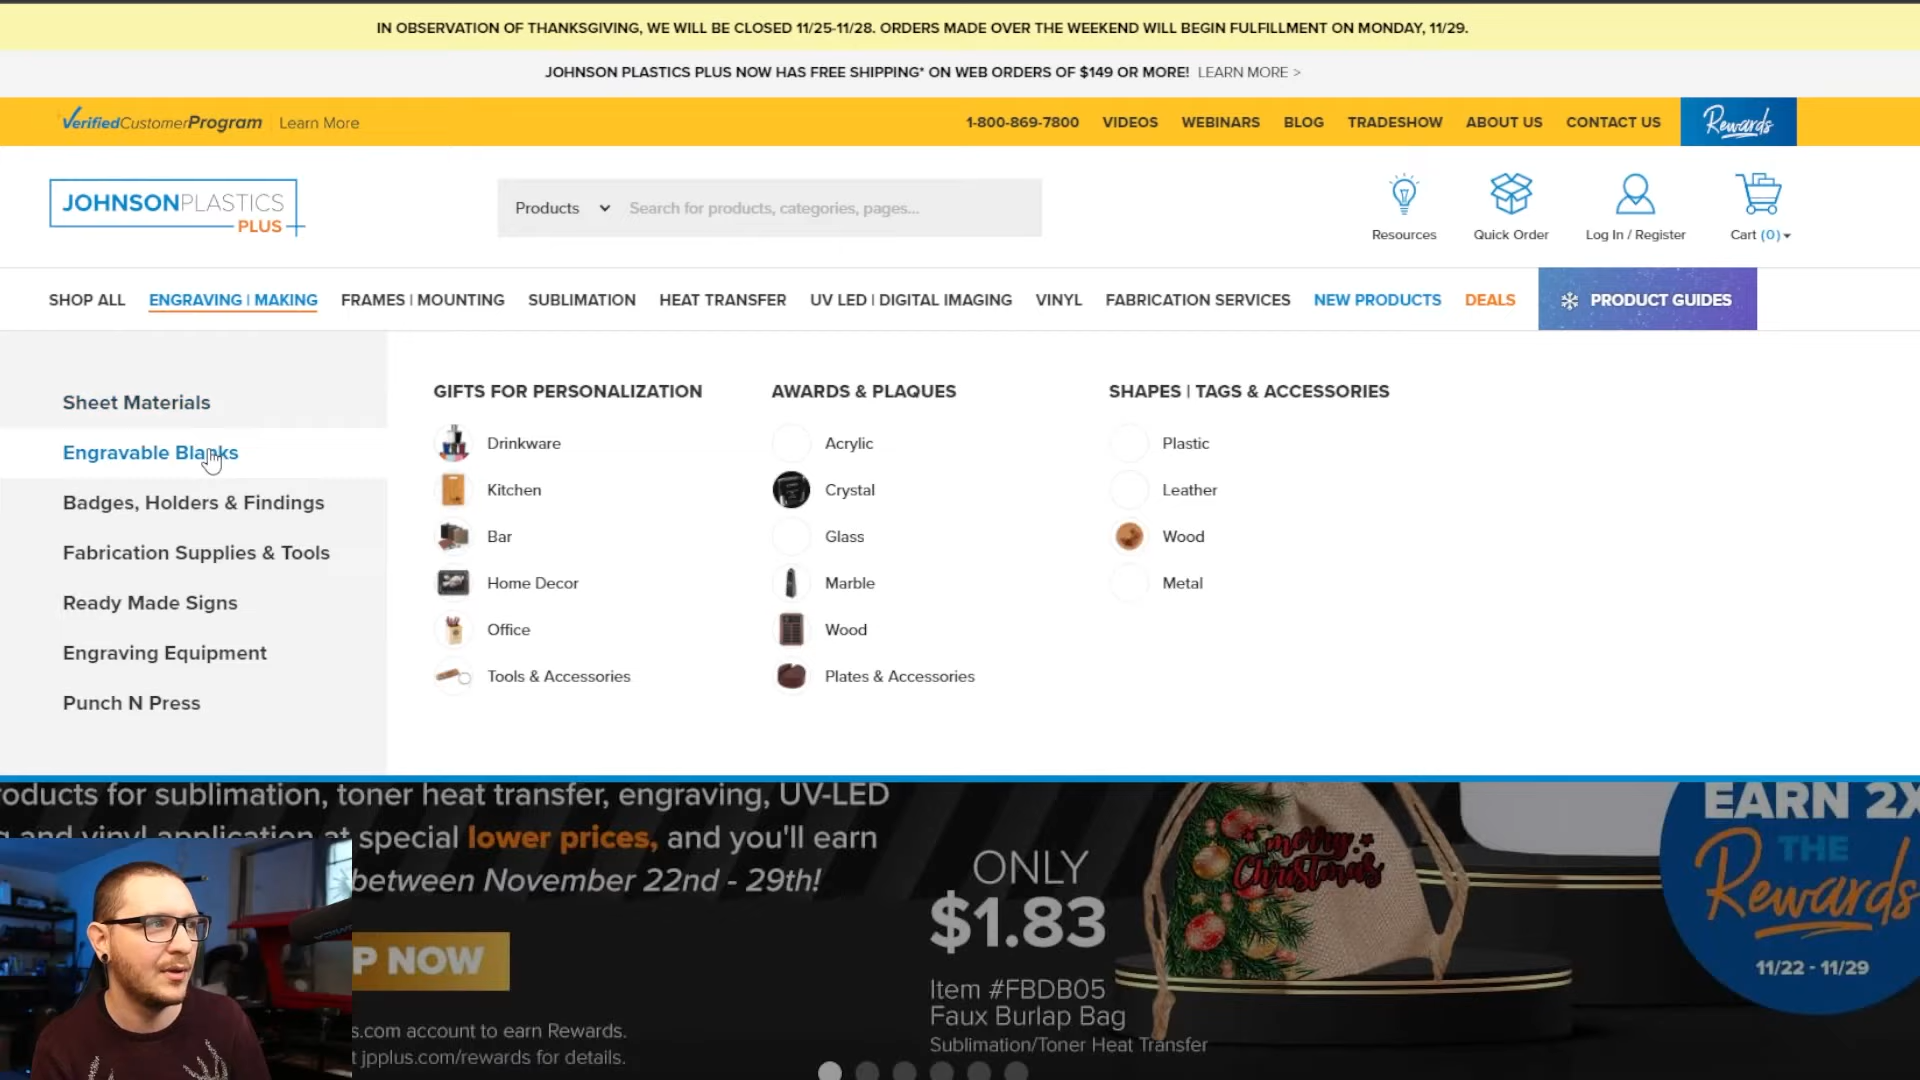 IN OBSERVATION OF THANKSGIVING, WE WILL BE CLOSED 11/25-11/28. ORDERS MADE OVER THE WEEKEND WILL BEGIN FULFILLMENT ON MONDAY, 11/29.
JOHNSON PLASTICS PLUS NOW HAS FREE SHIPPING* ON WEB ORDERS OF $149 OR MORE! LEARN MORE >
VerifiedCustomerProgram Learn More
1-800-869-7800 VIDEOS WEBINARS BLOG TRADESHOW ABOUT US CONTACT US Rewards
JOHNSONPLASTICS
PLUS
Products Search for products, categories, pages...
Resources Quick Order Log In / Register Cart (0)
SHOP ALL ENGRAVING | MAKING FRAMES | MOUNTING SUBLIMATION HEAT TRANSFER UV LED | DIGITAL IMAGING VINYL FABRICATION SERVICES NEW PRODUCTS DEALS PRODUCT GUIDES
Sheet Materials
Engravable Blanks
Badges, Holders & Findings
Fabrication Supplies & Tools
Ready Made Signs
Engraving Equipment
Punch N Press
GIFTS FOR PERSONALIZATION
Drinkware
Kitchen
Bar
Home Decor
Office
Tools & Accessories
AWARDS & PLAQUES
Acrylic
Crystal
Glass
Marble
Wood
Plates & Accessories
SHAPES | TAGS & ACCESSORIES
Plastic
Leather
Wood
Metal
oducts for sublimation, toner heat transfer, engraving, UV-LED
and vinyl application at special lower prices, and you'll earn
between November 22nd - 29th!
P NOW
s.com account to earn Rewards.
t jpplus.com/rewards for details.
ONLY
$1.83
Item #FBDB05
Faux Burlap Bag
Sublimation/Toner Heat Transfer
merry
Christmas
EARN 2X
THE
Rewards
11/22 - 11/29